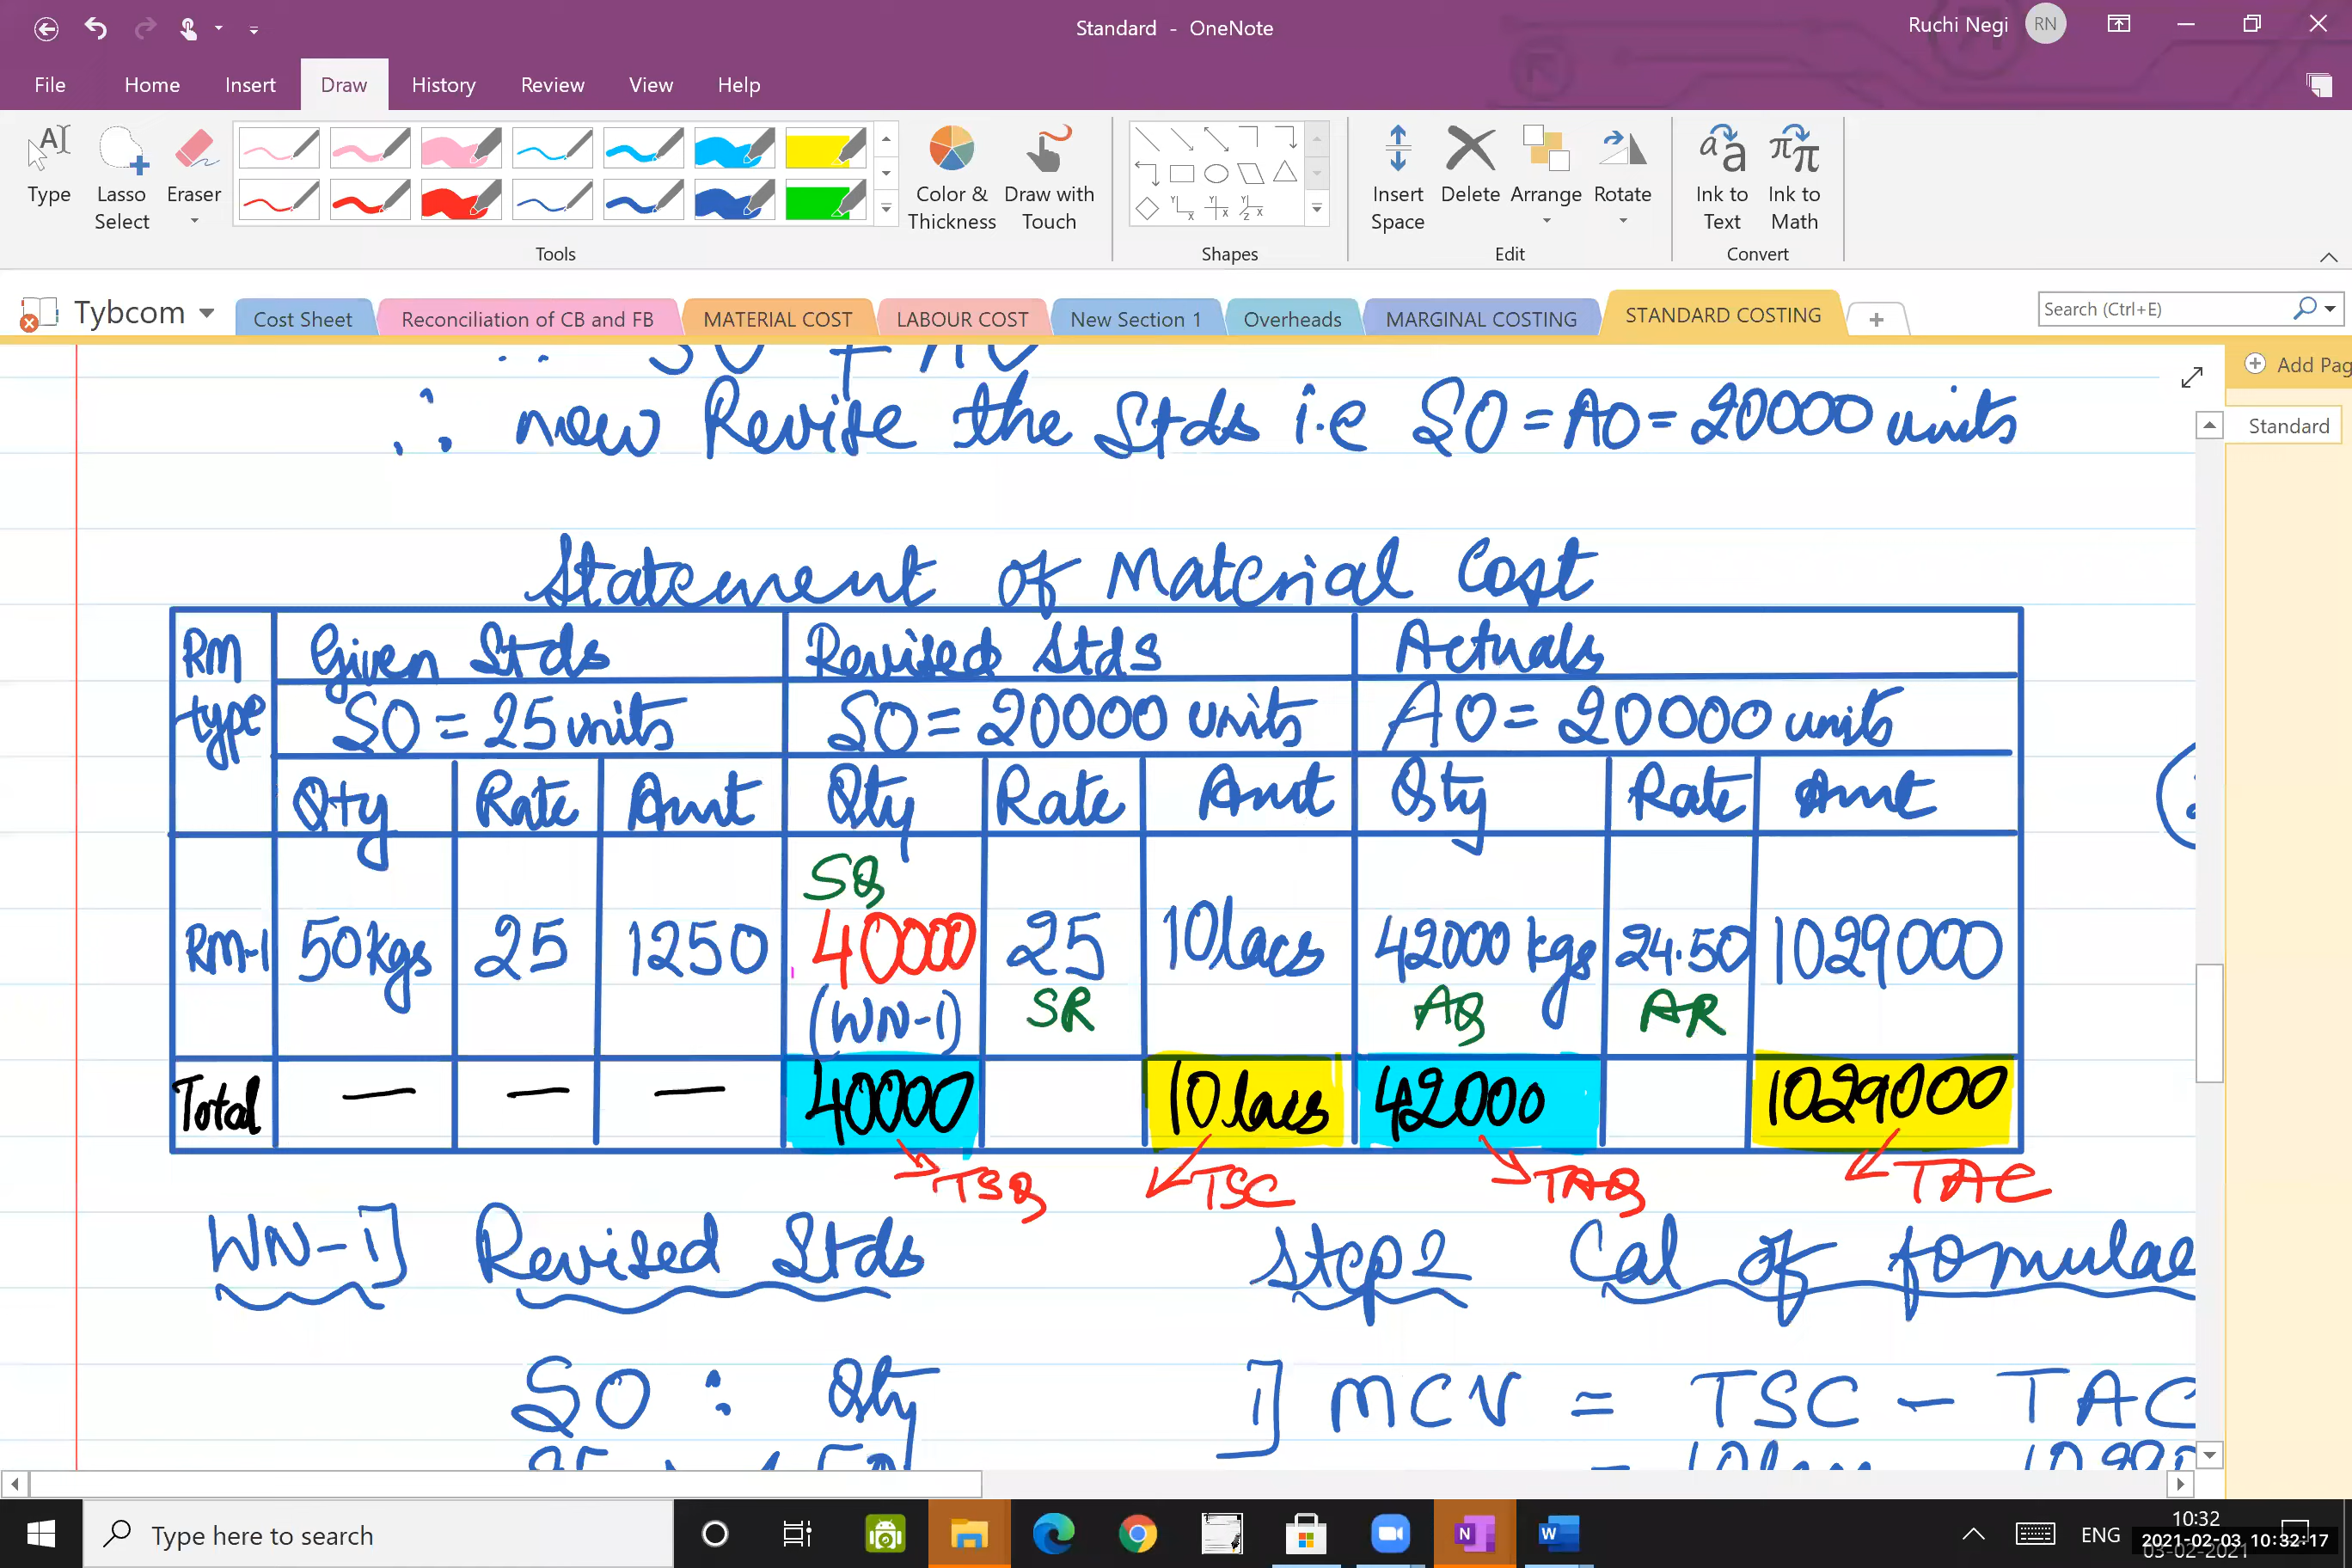 Standard - OneNote
Ruchi Negi RN
File Home Insert Draw History Review View Help
Type
Lasso Select
Eraser
Color & Thickness
Draw with Touch
Insert Space
Delete
Arrange
Rotate
Ink to Text
Ink to Math
Tools
Shapes
Edit
Convert
Tybcom
Cost Sheet
Reconciliation of CB and FB
MATERIAL COST
LABOUR COST
New Section 1
Overheads
MARGINAL COSTING
STANDARD COSTING
Search (Ctrl+E)
Add Pag
Standard
∴ SO ≠ AO
∴ now Revise the Stds i.e SO = AO = 20000 units
Statement of Material Cost
RM type Given Stds Revised Stds Actuals
SO = 25 units SO = 20000 units AO = 20000 units
Qty Rate Amt Qty Rate Amt Qty Rate Amt
SQ
RM-1 50kgs 25 1250 40000 25 10lacs 42000 kgs 24.50 1029000
(WN-1) SR AQ AR
Total — — — 40000 10lacs 42000 1029000
TSQ TSC TAQ TAC
WN-1] Revised Stds
Step 2 Cal of fomulae
SO : Qty
1] MCV = TSC - TAC
Type here to search
ENG
10:32
03-02-2021
2021-02-03 10:32:17